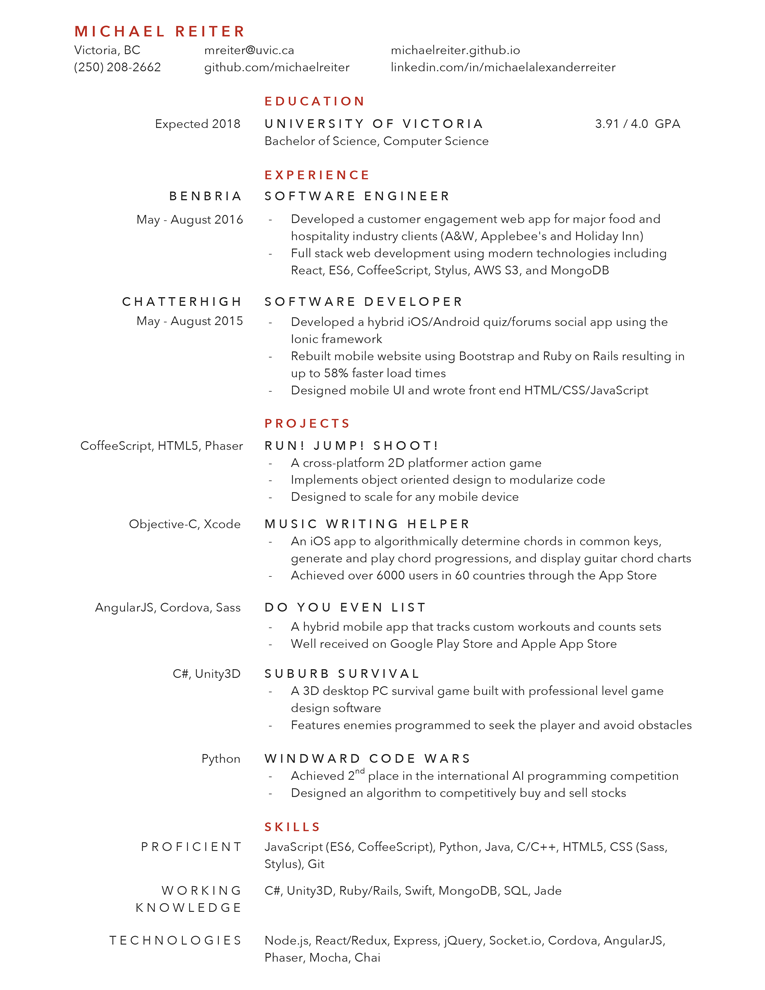 MICHAEL REITER
Victoria, BC mreiter@uvic.ca michaelreiter.github.io
(250) 208-2662 github.com/michaelreiter linkedin.com/in/michaelalexanderreiter
EDUCATION
Expected 2018 UNIVERSITY OF VICTORIA 3.91 / 4.0 GPA
Bachelor of Science, Computer Science
EXPERIENCE
BENBRIA SOFTWARE ENGINEER
May - August 2016 - Developed a customer engagement web app for major food and
hospitality industry clients (A&W, Applebee's and Holiday Inn)
- Full stack web development using modern technologies including
React, ES6, CoffeeScript, Stylus, AWS S3, and MongoDB
CHATTERHIGH SOFTWARE DEVELOPER
May - August 2015 - Developed a hybrid iOS/Android quiz/forums social app using the
Ionic framework
- Rebuilt mobile website using Bootstrap and Ruby on Rails resulting in
up to 58% faster load times
- Designed mobile UI and wrote front end HTML/CSS/JavaScript
PROJECTS
CoffeeScript, HTML5, Phaser RUN! JUMP! SHOOT!
- A cross-platform 2D platformer action game
- Implements object oriented design to modularize code
- Designed to scale for any mobile device
Objective-C, Xcode MUSIC WRITING HELPER
- An iOS app to algorithmically determine chords in common keys,
generate and play chord progressions, and display guitar chord charts
- Achieved over 6000 users in 60 countries through the App Store
AngularJS, Cordova, Sass DO YOU EVEN LIST
- A hybrid mobile app that tracks custom workouts and counts sets
- Well received on Google Play Store and Apple App Store
C#, Unity3D SUBURB SURVIVAL
- A 3D desktop PC survival game built with professional level game
design software
- Features enemies programmed to seek the player and avoid obstacles
Python WINDWARD CODE WARS
- Achieved 2nd place in the international AI programming competition
- Designed an algorithm to competitively buy and sell stocks
SKILLS
PROFICIENT JavaScript (ES6, CoffeeScript), Python, Java, C/C++, HTML5, CSS (Sass,
Stylus), Git
WORKING C#, Unity3D, Ruby/Rails, Swift, MongoDB, SQL, Jade
KNOWLEDGE
TECHNOLOGIES Node.js, React/Redux, Express, jQuery, Socket.io, Cordova, AngularJS,
Phaser, Mocha, Chai